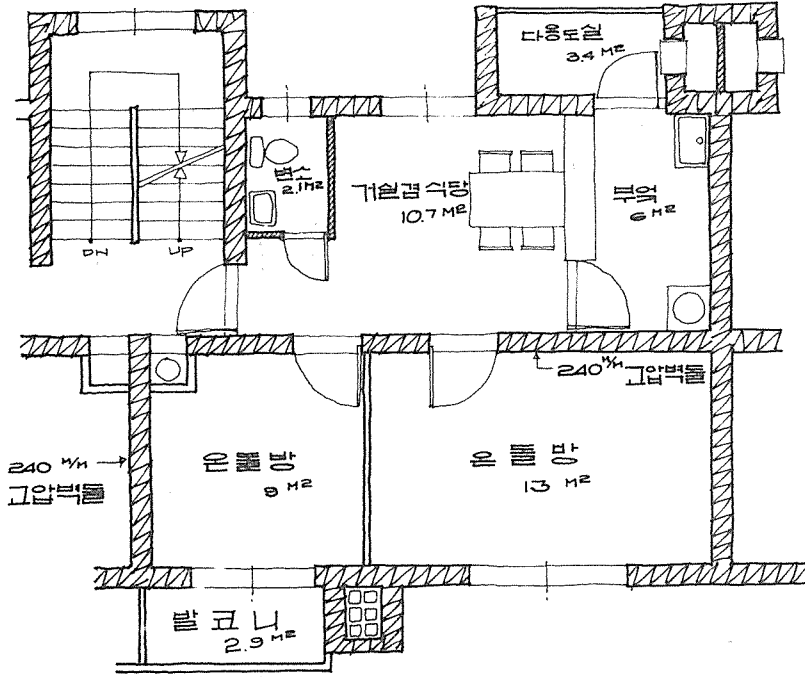 다용도실
3.4 M²
변소
2.1M²
거실겸식당
10.7 M²
부엌
6 M²
DN
UP
240 M/M
고압벽돌
240 M/M
고압벽돌
온돌방
9 M²
온돌방
13 M²
발코니
2.9 M²